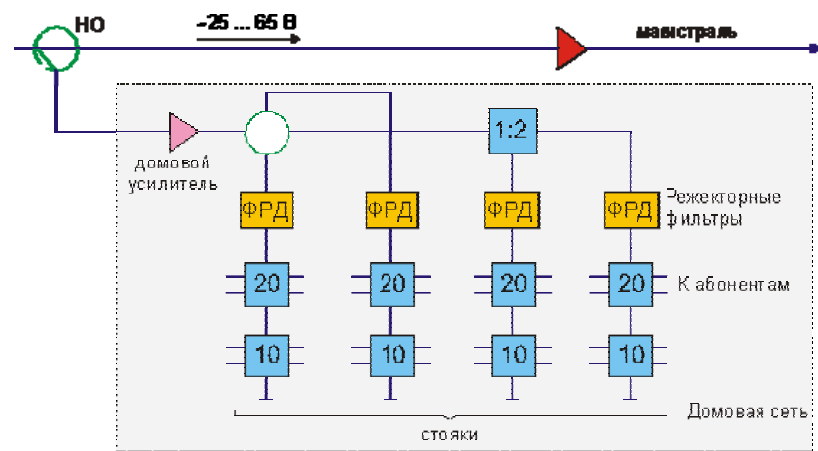 НО
~25 ... 65 В
магистраль
1:2
домовой
усилитель
ФРД ФРД ФРД ФРД
Режекторные
фильтры
20 20 20 20
К абонентам
10 10 10 10
Домовая сеть
стояки